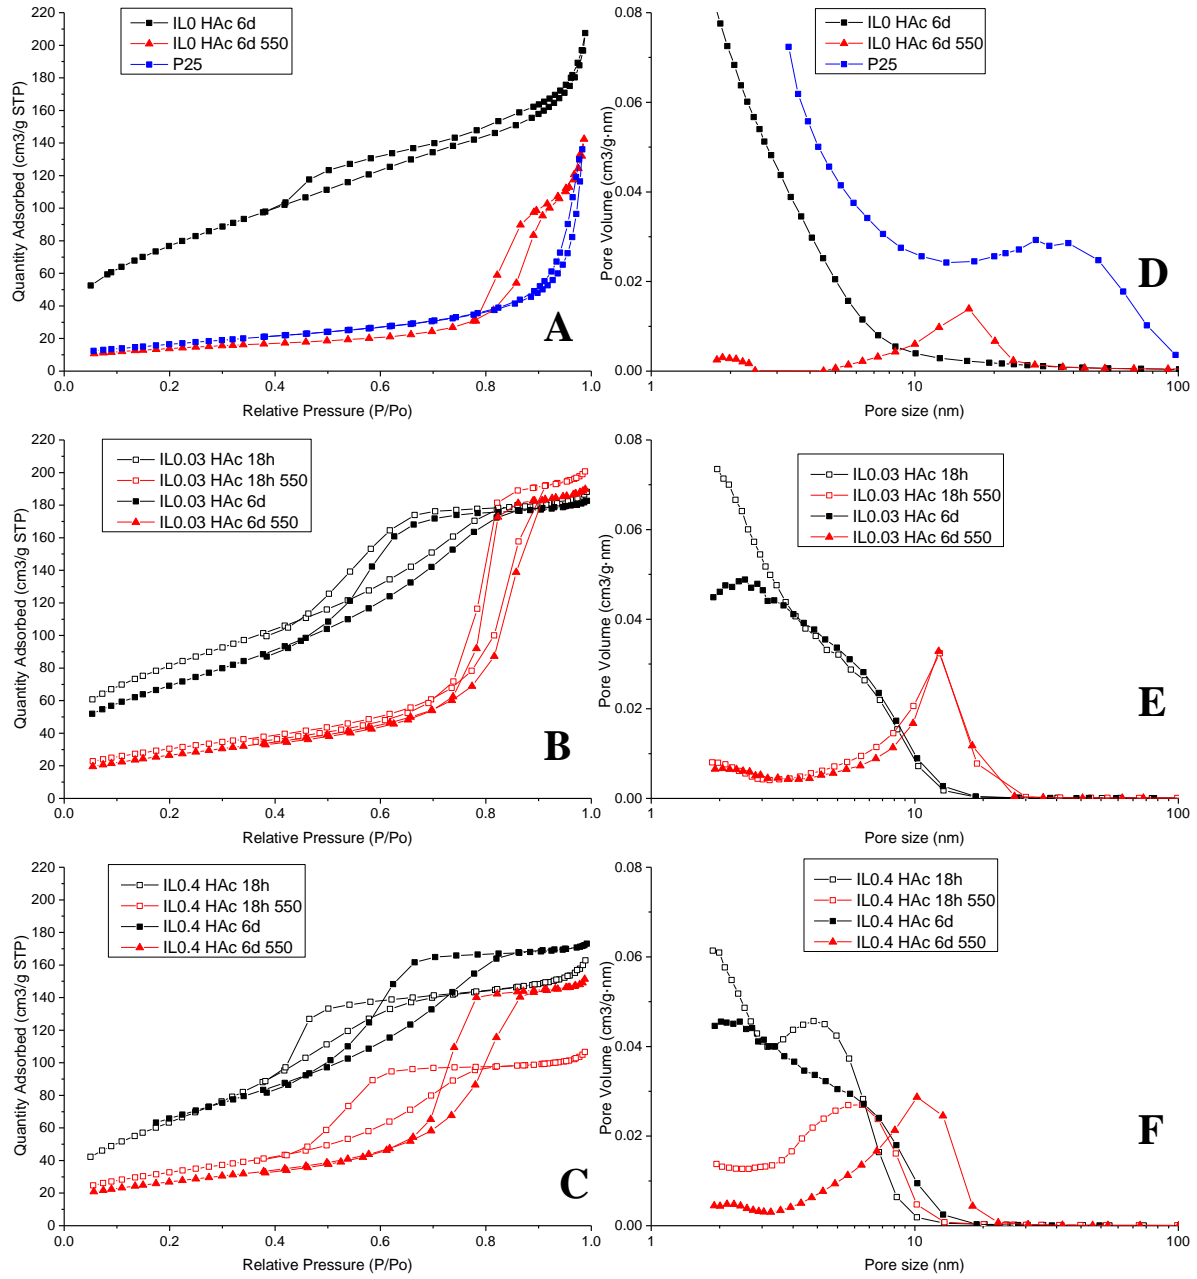 220
200
180
160
140
120
100
80
60
40
20
0
Quantity Adsorbed (cm3/g STP)
IL0 HAc 6d
IL0 HAc 6d 550
P25
A
0.0 0.2 0.4 0.6 0.8 1.0
Relative Pressure (P/Po)
0.08
0.06
0.04
0.02
0.00
Pore Volume (cm3/g·nm)
IL0 HAc 6d
IL0 HAc 6d 550
P25
D
1 10 100
Pore size (nm)
220
200
180
160
140
120
100
80
60
40
20
0
Quantity Adsorbed (cm3/g STP)
IL0.03 HAc 18h
IL0.03 HAc 18h 550
IL0.03 HAc 6d
IL0.03 HAc 6d 550
B
0.0 0.2 0.4 0.6 0.8 1.0
Relative Pressure (P/Po)
0.08
0.06
0.04
0.02
0.00
Pore Volume (cm3/g·nm)
IL0.03 HAc 18h
IL0.03 HAc 18h 550
IL0.03 HAc 6d
IL0.03 HAc 6d 550
E
1 10 100
Pore size (nm)
220
200
180
160
140
120
100
80
60
40
20
0
Quantity Adsorbed (cm3/g STP)
IL0.4 HAc 18h
IL0.4 HAc 18h 550
IL0.4 HAc 6d
IL0.4 HAc 6d 550
C
0.0 0.2 0.4 0.6 0.8 1.0
Relative Pressure (P/Po)
0.08
0.06
0.04
0.02
0.00
Pore Volume (cm3/g·nm)
IL0.4 HAc 18h
IL0.4 HAc 18h 550
IL0.4 HAc 6d
IL0.4 HAc 6d 550
F
1 10 100
Pore size (nm)